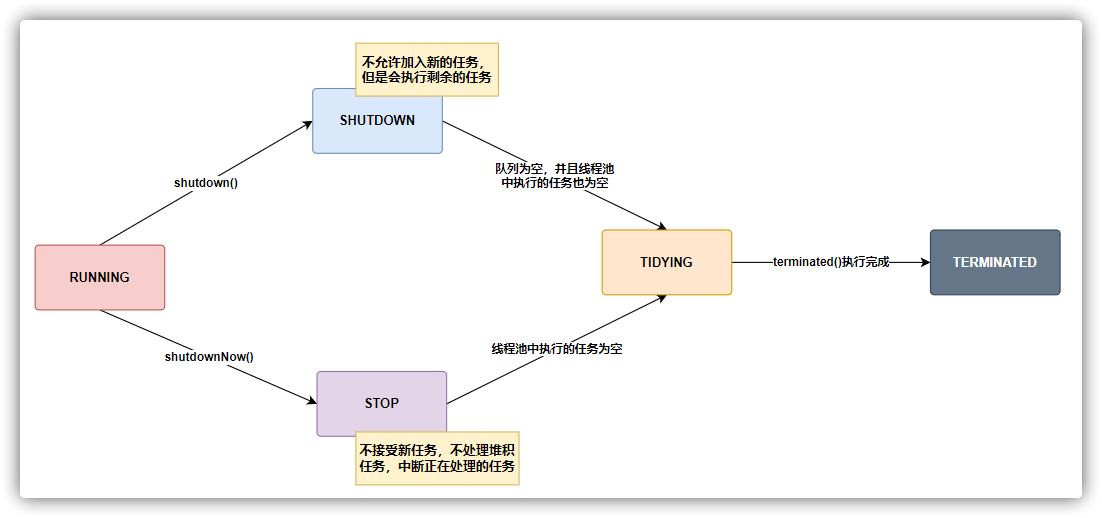 不允许加入新的任务，
但是会执行剩余的任务
SHUTDOWN
shutdown()
队列为空，并且线程池
中执行的任务也为空
RUNNING
TIDYING
terminated()执行完成
TERMINATED
shutdownNow()
线程池中执行的任务为空
STOP
不接受新任务，不处理堆积
任务，中断正在处理的任务